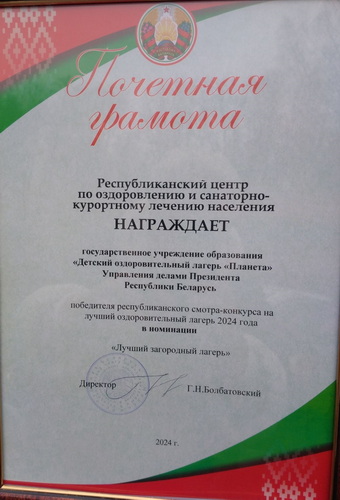 Почетная
грамота
Республиканский центр
по оздоровлению и санаторно-
курортному лечению населения
НАГРАЖДАЕТ
государственное учреждение образования
«Детский оздоровительный лагерь «Планета»
Управления делами Президента
Республики Беларусь
победителя республиканского смотра-конкурса на
лучший оздоровительный лагерь 2024 года
в номинации
«Лучший загородный лагерь»
Директор Г.Н.Болбатовский
2024 г.